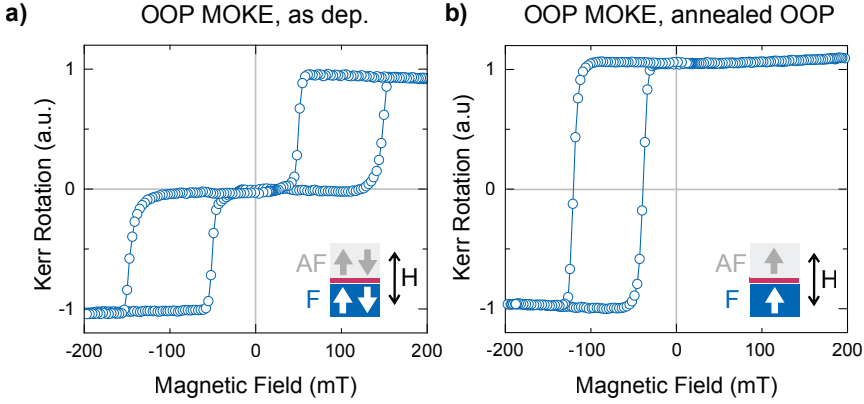 a)
OOP MOKE, as dep.
Kerr Rotation (a.u.)
1
0
-1
-200
-100
0
100
200
Magnetic Field (mT)
AF
F
H
b)
OOP MOKE, annealed OOP
Kerr Rotation (a.u)
1
0
-1
-200
-100
0
100
200
Magnetic Field (mT)
AF
F
H